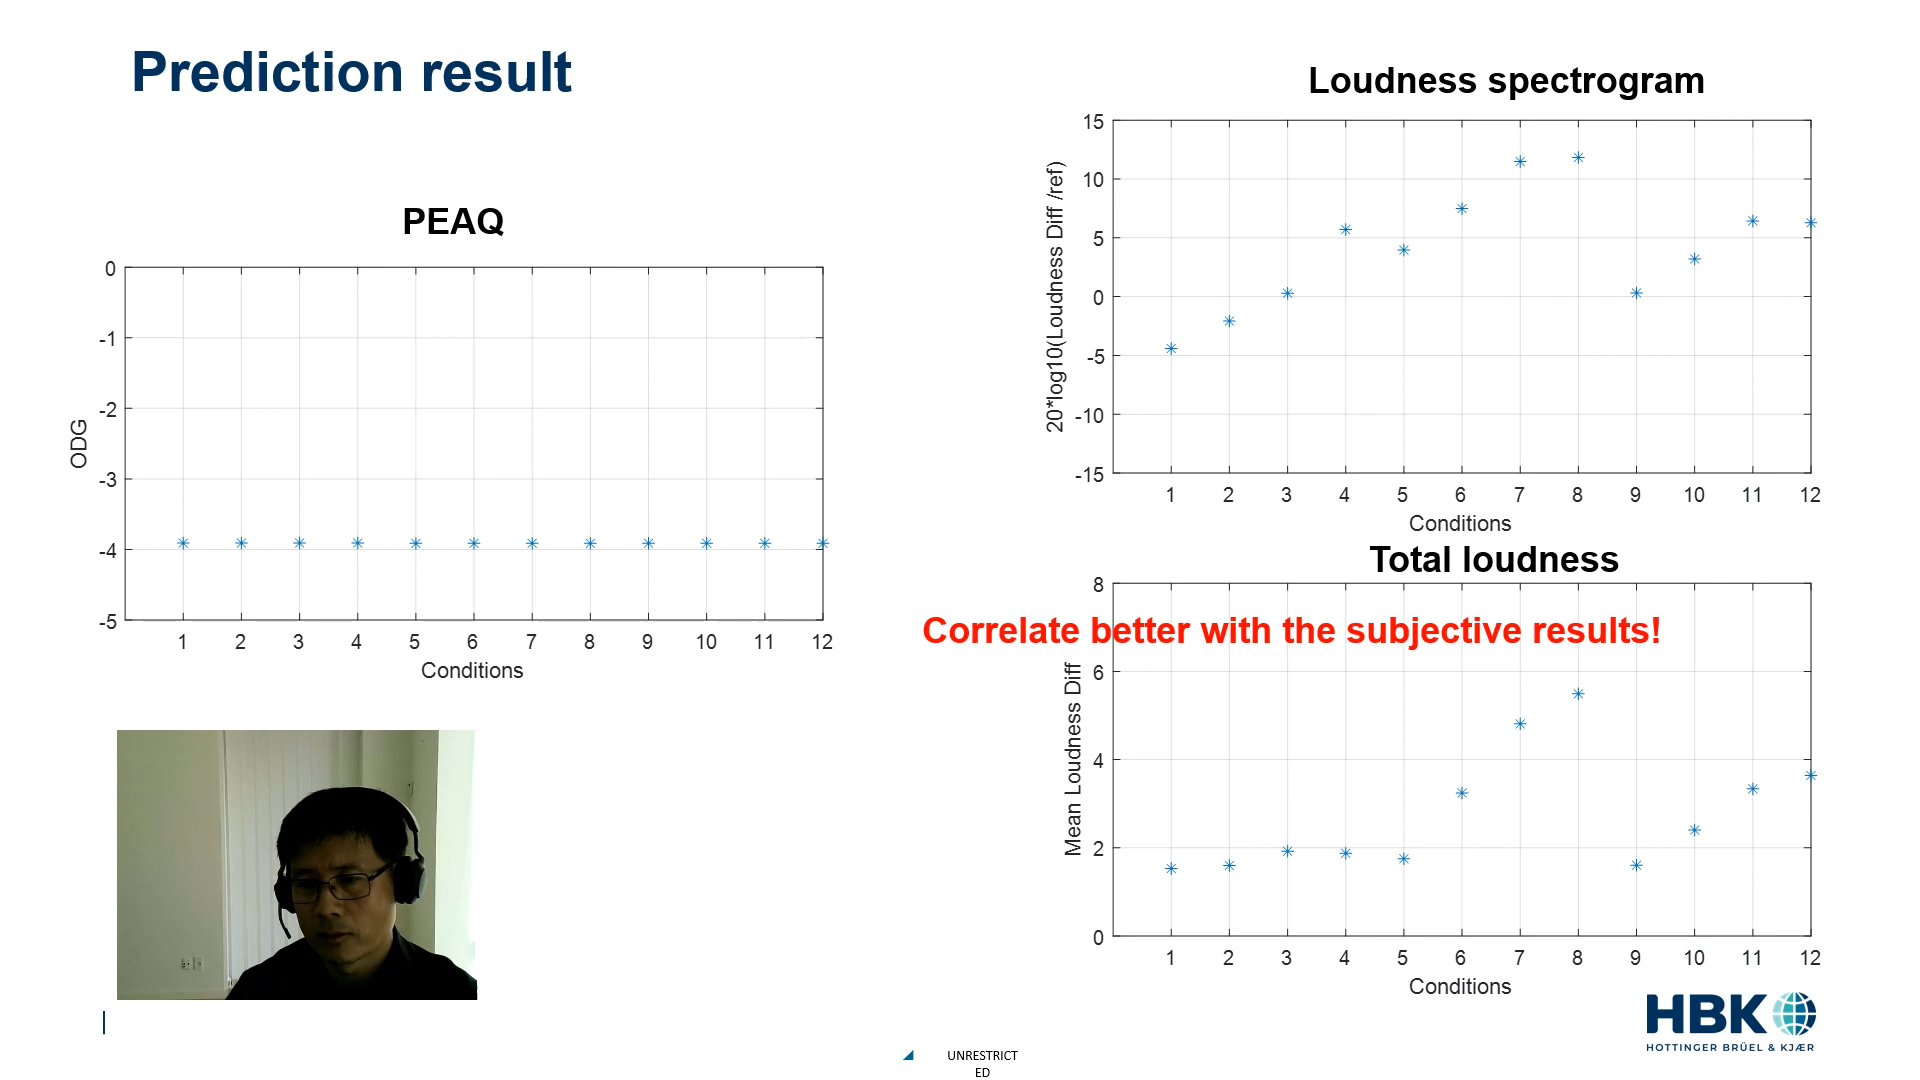 Prediction result
PEAQ
0
-1
-2
-3
-4
-5
ODG
1 2 3 4 5 6 7 8 9 10 11 12
Conditions
Loudness spectrogram
15
10
5
0
-5
-10
-15
20*log10(Loudness Diff /ref)
1 2 3 4 5 6 7 8 9 10 11 12
Conditions
Total loudness
Correlate better with the subjective results!
8
6
4
2
0
Mean Loudness Diff
1 2 3 4 5 6 7 8 9 10 11 12
Conditions
HBK
HOTTINGER BRÜEL & KJÆR
UNRESTRICT
ED